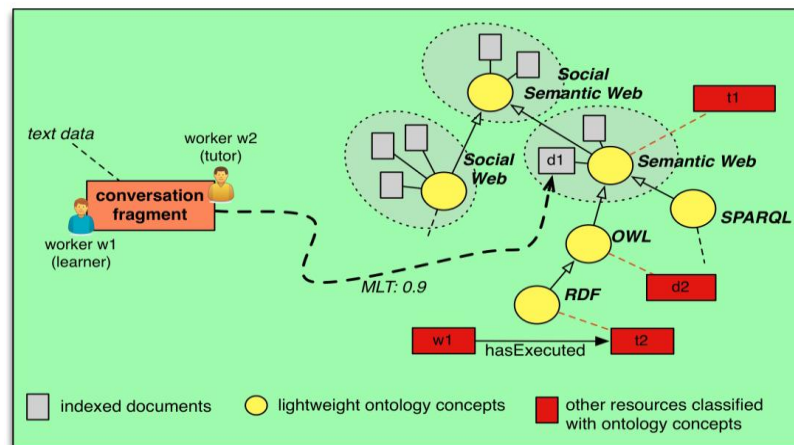 Social
Semantic Web
t1
text data
worker w2
(tutor)
conversation
fragment
worker w1
(learner)
Social
Web
d1
Semantic Web
SPARQL
OWL
MLT: 0.9
d2
RDF
w1
hasExecuted
t2
indexed documents
lightweight ontology concepts
other resources classified
with ontology concepts